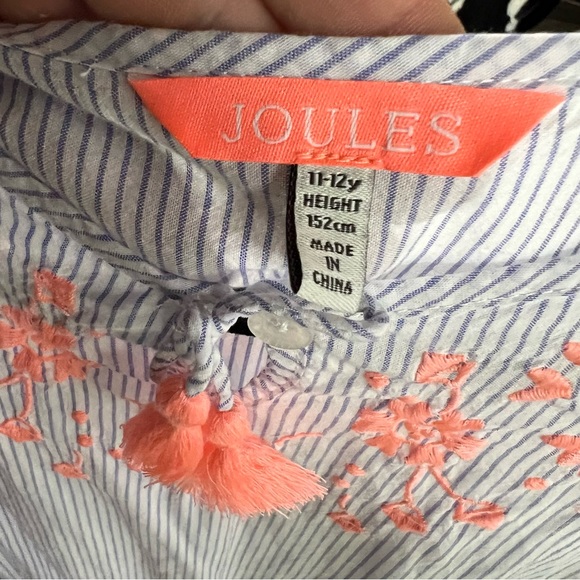 JOULES
11-12y
HEIGHT
152cm
MADE
IN
CHINA